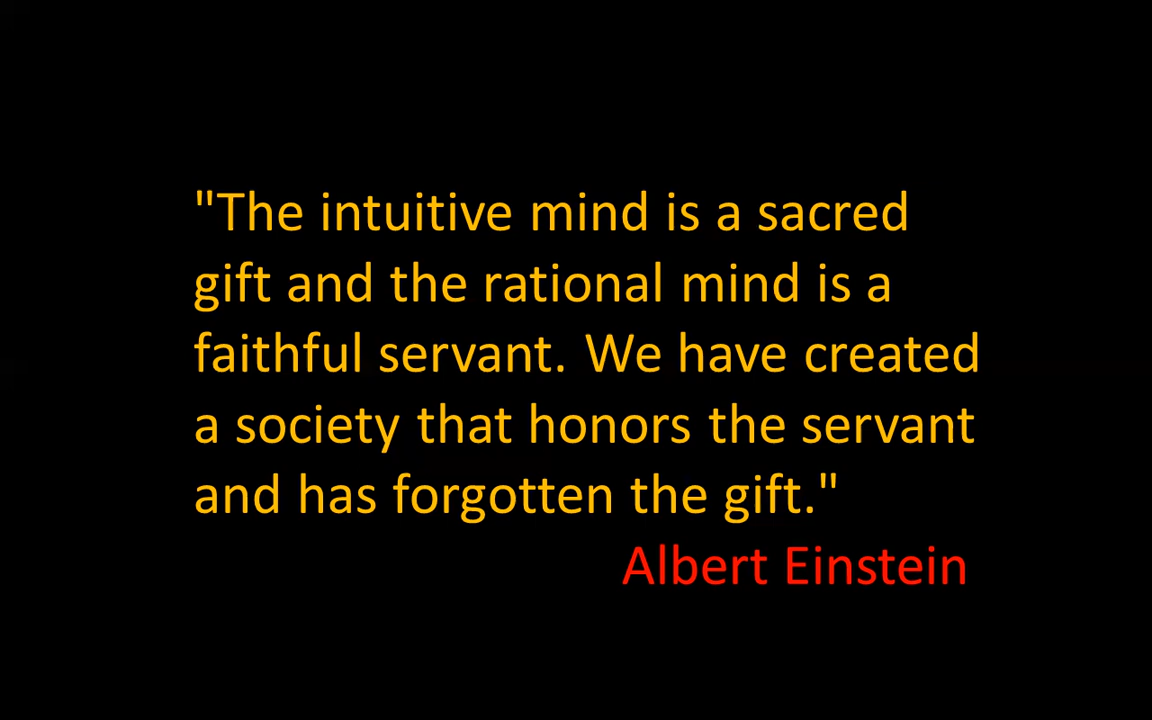 "The intuitive mind is a sacred
gift and the rational mind is a
faithful servant. We have created
a society that honors the servant
and has forgotten the gift."
Albert Einstein